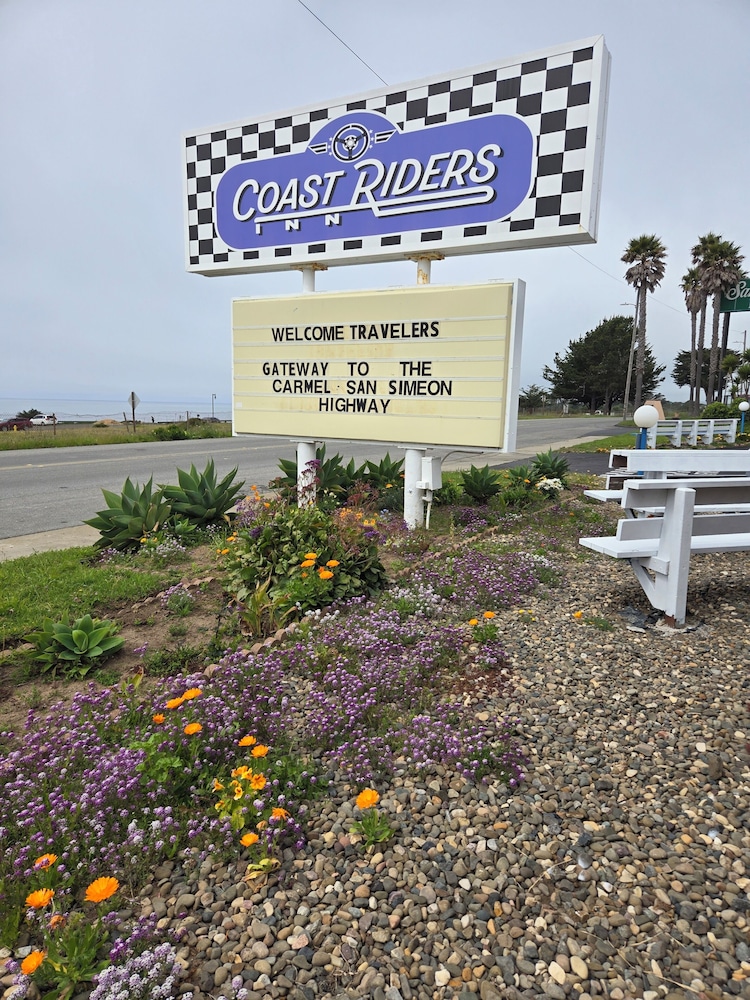 COAST RIDERS
INN
WELCOME TRAVELERS
GATEWAY TO THE
CARMEL · SAN SIMEON
HIGHWAY